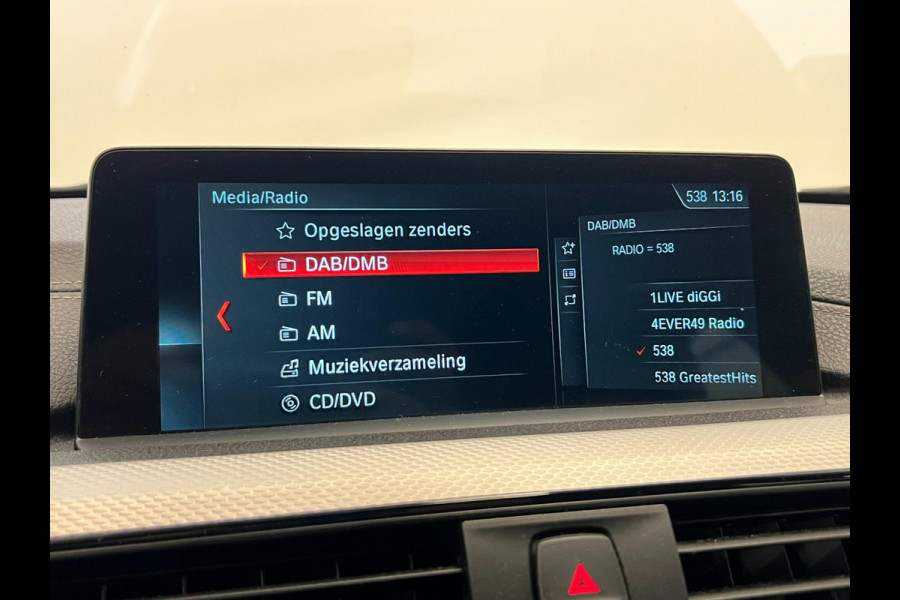 Media/Radio
538 13:16
Opgeslagen zenders
DAB/DMB
FM
AM
Muziekverzameling
CD/DVD
DAB/DMB
RADIO = 538
1LIVE diGGi
4EVER49 Radio
538
538 GreatestHits